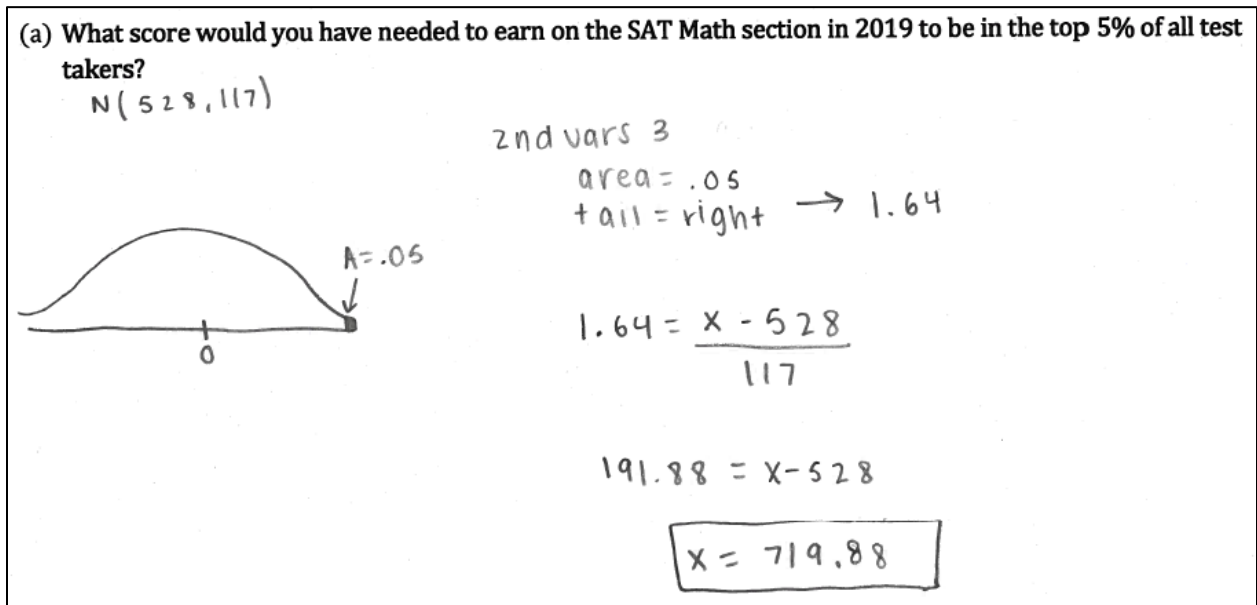 (a) What score would you have needed to earn on the SAT Math section in 2019 to be in the top 5% of all test
takers?
N(528,117)
2nd vars 3
area = .05
tail = right → 1.64
A = .05
0
1.64 = x - 528
117
191.88 = x - 528
x = 719.88